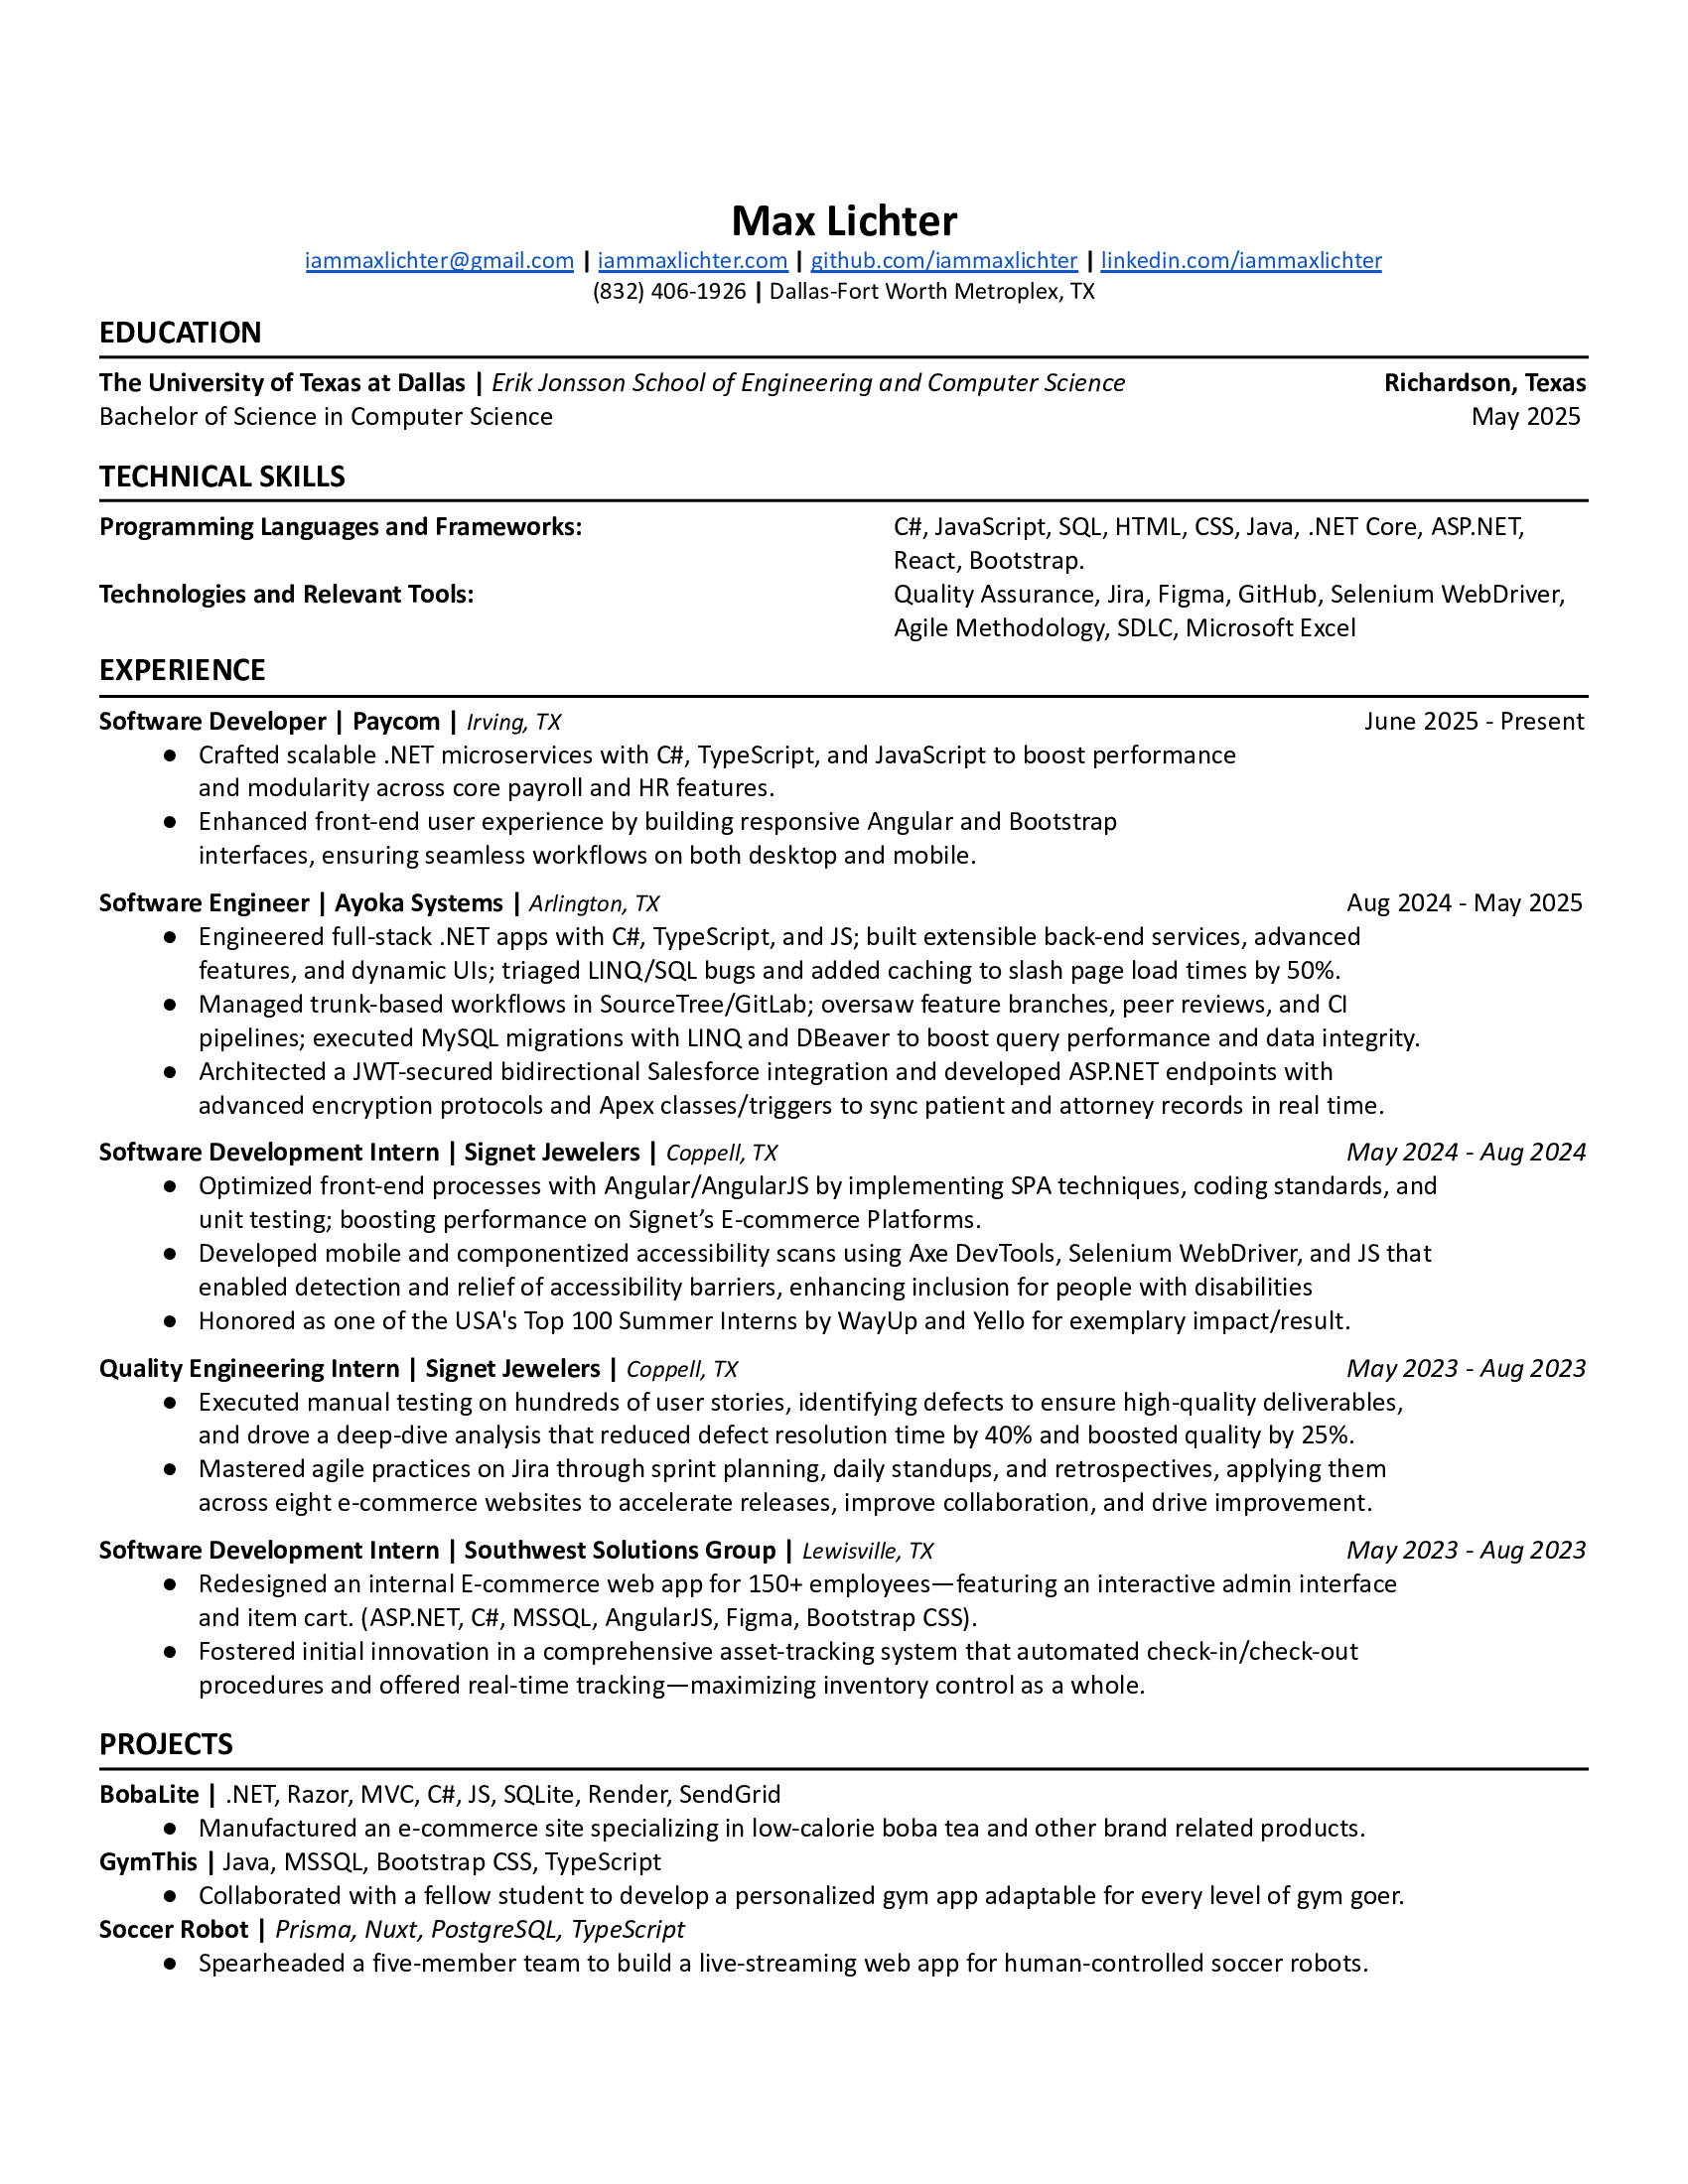 Max Lichter
iammaxlichter@gmail.com | iammaxlichter.com | github.com/iammaxlichter | linkedin.com/iammaxlichter
(832) 406-1926 | Dallas-Fort Worth Metroplex, TX
EDUCATION
The University of Texas at Dallas | Erik Jonsson School of Engineering and Computer Science Richardson, Texas
Bachelor of Science in Computer Science May 2025
TECHNICAL SKILLS
Programming Languages and Frameworks: C#, JavaScript, SQL, HTML, CSS, Java, .NET Core, ASP.NET,
React, Bootstrap.
Technologies and Relevant Tools: Quality Assurance, Jira, Figma, GitHub, Selenium WebDriver,
Agile Methodology, SDLC, Microsoft Excel
EXPERIENCE
Software Developer | Paycom | Irving, TX June 2025 - Present
● Crafted scalable .NET microservices with C#, TypeScript, and JavaScript to boost performance
and modularity across core payroll and HR features.
● Enhanced front-end user experience by building responsive Angular and Bootstrap
interfaces, ensuring seamless workflows on both desktop and mobile.
Software Engineer | Ayoka Systems | Arlington, TX Aug 2024 - May 2025
● Engineered full-stack .NET apps with C#, TypeScript, and JS; built extensible back-end services, advanced
features, and dynamic UIs; triaged LINQ/SQL bugs and added caching to slash page load times by 50%.
● Managed trunk-based workflows in SourceTree/GitLab; oversaw feature branches, peer reviews, and CI
pipelines; executed MySQL migrations with LINQ and DBeaver to boost query performance and data integrity.
● Architected a JWT-secured bidirectional Salesforce integration and developed ASP.NET endpoints with
advanced encryption protocols and Apex classes/triggers to sync patient and attorney records in real time.
Software Development Intern | Signet Jewelers | Coppell, TX May 2024 - Aug 2024
● Optimized front-end processes with Angular/AngularJS by implementing SPA techniques, coding standards, and
unit testing; boosting performance on Signet’s E-commerce Platforms.
● Developed mobile and componentized accessibility scans using Axe DevTools, Selenium WebDriver, and JS that
enabled detection and relief of accessibility barriers, enhancing inclusion for people with disabilities
● Honored as one of the USA's Top 100 Summer Interns by WayUp and Yello for exemplary impact/result.
Quality Engineering Intern | Signet Jewelers | Coppell, TX May 2023 - Aug 2023
● Executed manual testing on hundreds of user stories, identifying defects to ensure high-quality deliverables,
and drove a deep-dive analysis that reduced defect resolution time by 40% and boosted quality by 25%.
● Mastered agile practices on Jira through sprint planning, daily standups, and retrospectives, applying them
across eight e-commerce websites to accelerate releases, improve collaboration, and drive improvement.
Software Development Intern | Southwest Solutions Group | Lewisville, TX May 2023 - Aug 2023
● Redesigned an internal E-commerce web app for 150+ employees—featuring an interactive admin interface
and item cart. (ASP.NET, C#, MSSQL, AngularJS, Figma, Bootstrap CSS).
● Fostered initial innovation in a comprehensive asset-tracking system that automated check-in/check-out
procedures and offered real-time tracking—maximizing inventory control as a whole.
PROJECTS
BobaLite | .NET, Razor, MVC, C#, JS, SQLite, Render, SendGrid
● Manufactured an e-commerce site specializing in low-calorie boba tea and other brand related products.
GymThis | Java, MSSQL, Bootstrap CSS, TypeScript
● Collaborated with a fellow student to develop a personalized gym app adaptable for every level of gym goer.
Soccer Robot | Prisma, Nuxt, PostgreSQL, TypeScript
● Spearheaded a five-member team to build a live-streaming web app for human-controlled soccer robots.